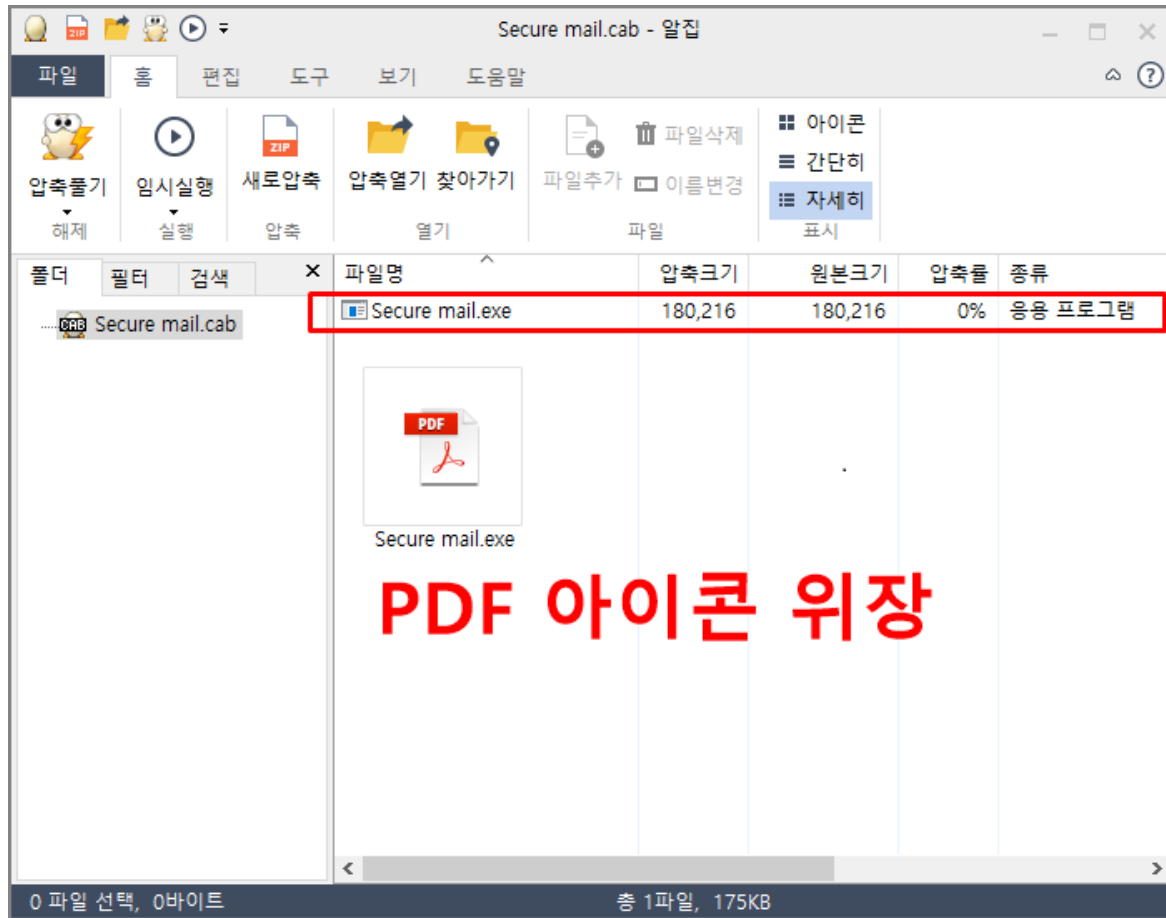 ZIP
Secure mail.cab - 알집
파일 홈 편집 도구 보기 도움말
?
ZIP
압축풀기 임시실행 새로압축 압축열기 찾아가기 파일추가 파일삭제 이름변경 아이콘 간단히 자세히
해제 실행 압축 열기 파일 표시
폴더 필터 검색 ×
파일명 압축크기 원본크기 압축률 종류
CAB Secure mail.cab
Secure mail.exe 180,216 180,216 0% 응용 프로그램
PDF
Secure mail.exe
PDF 아이콘 위장
0 파일 선택, 0바이트
총 1파일, 175KB